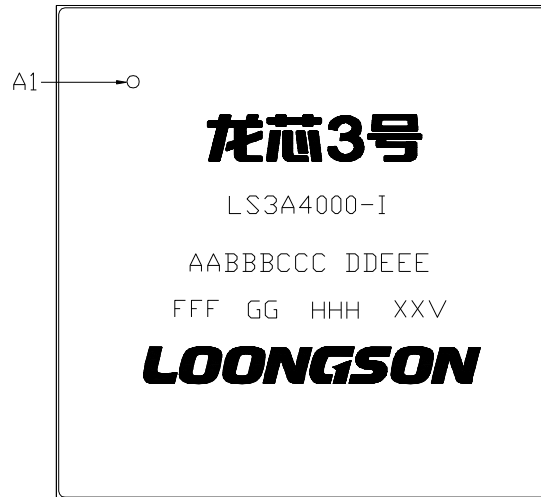 A1
龙芯3号
LS3A4000-I
AABBBCCC DDEEE
FFF GG HHH XXV
LOONGSON